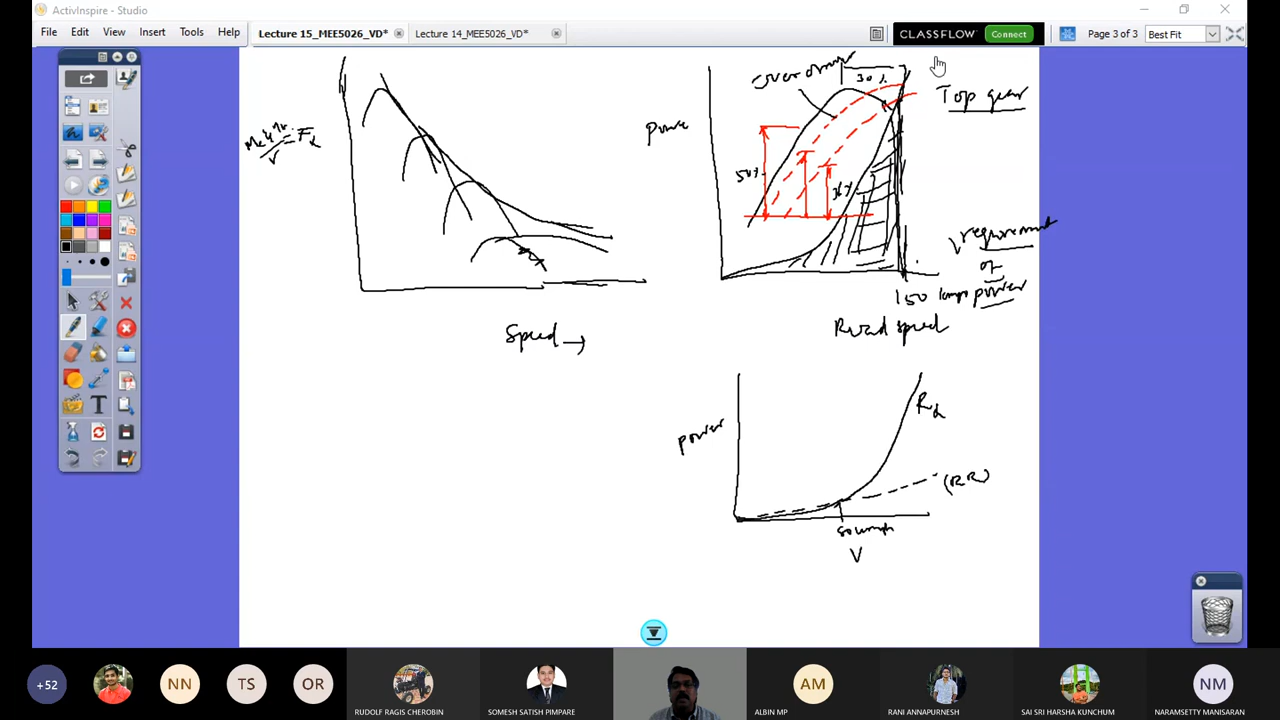 ActivInspire - Studio
File Edit View Insert Tools Help
Lecture 15_MEE5026_VD*
Lecture 14_MEE5026_VD*
CLASSFLOW
Connect
Page 3 of 3
Best Fit
Speed →
Power
30 %
Top gear
50%
requirement
of
power
150 kmph
Road speed
power
(RR)
V
+52
NN
TS
OR
RUDOLF RAGIS CHEROBIN
SOMESH SATISH PIMPARE
AM
ALBIN MP
RANI ANNAPURNESH
SAI SRI HARSHA KUNCHUM
NM
NARAMSETTY MANISARAN